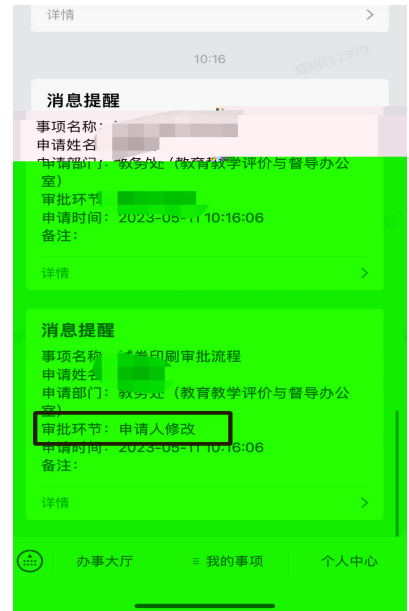 详情
10:16
成朗时 2970
消息提醒
事项名称：
申请姓名
申请部门：教务处（教育教学评价与督导办公
室）
审批环节
申请时间：2023-05-11 10:16:06
备注：
详情
消息提醒
事项名称 试卷印刷审批流程
申请姓名
申请部门：教务处（教育教学评价与督导办公
室）
审批环节：申请人修改
申请时间：2023-05-11 10:16:06
备注：
详情
办事大厅
≡ 我的事项
个人中心